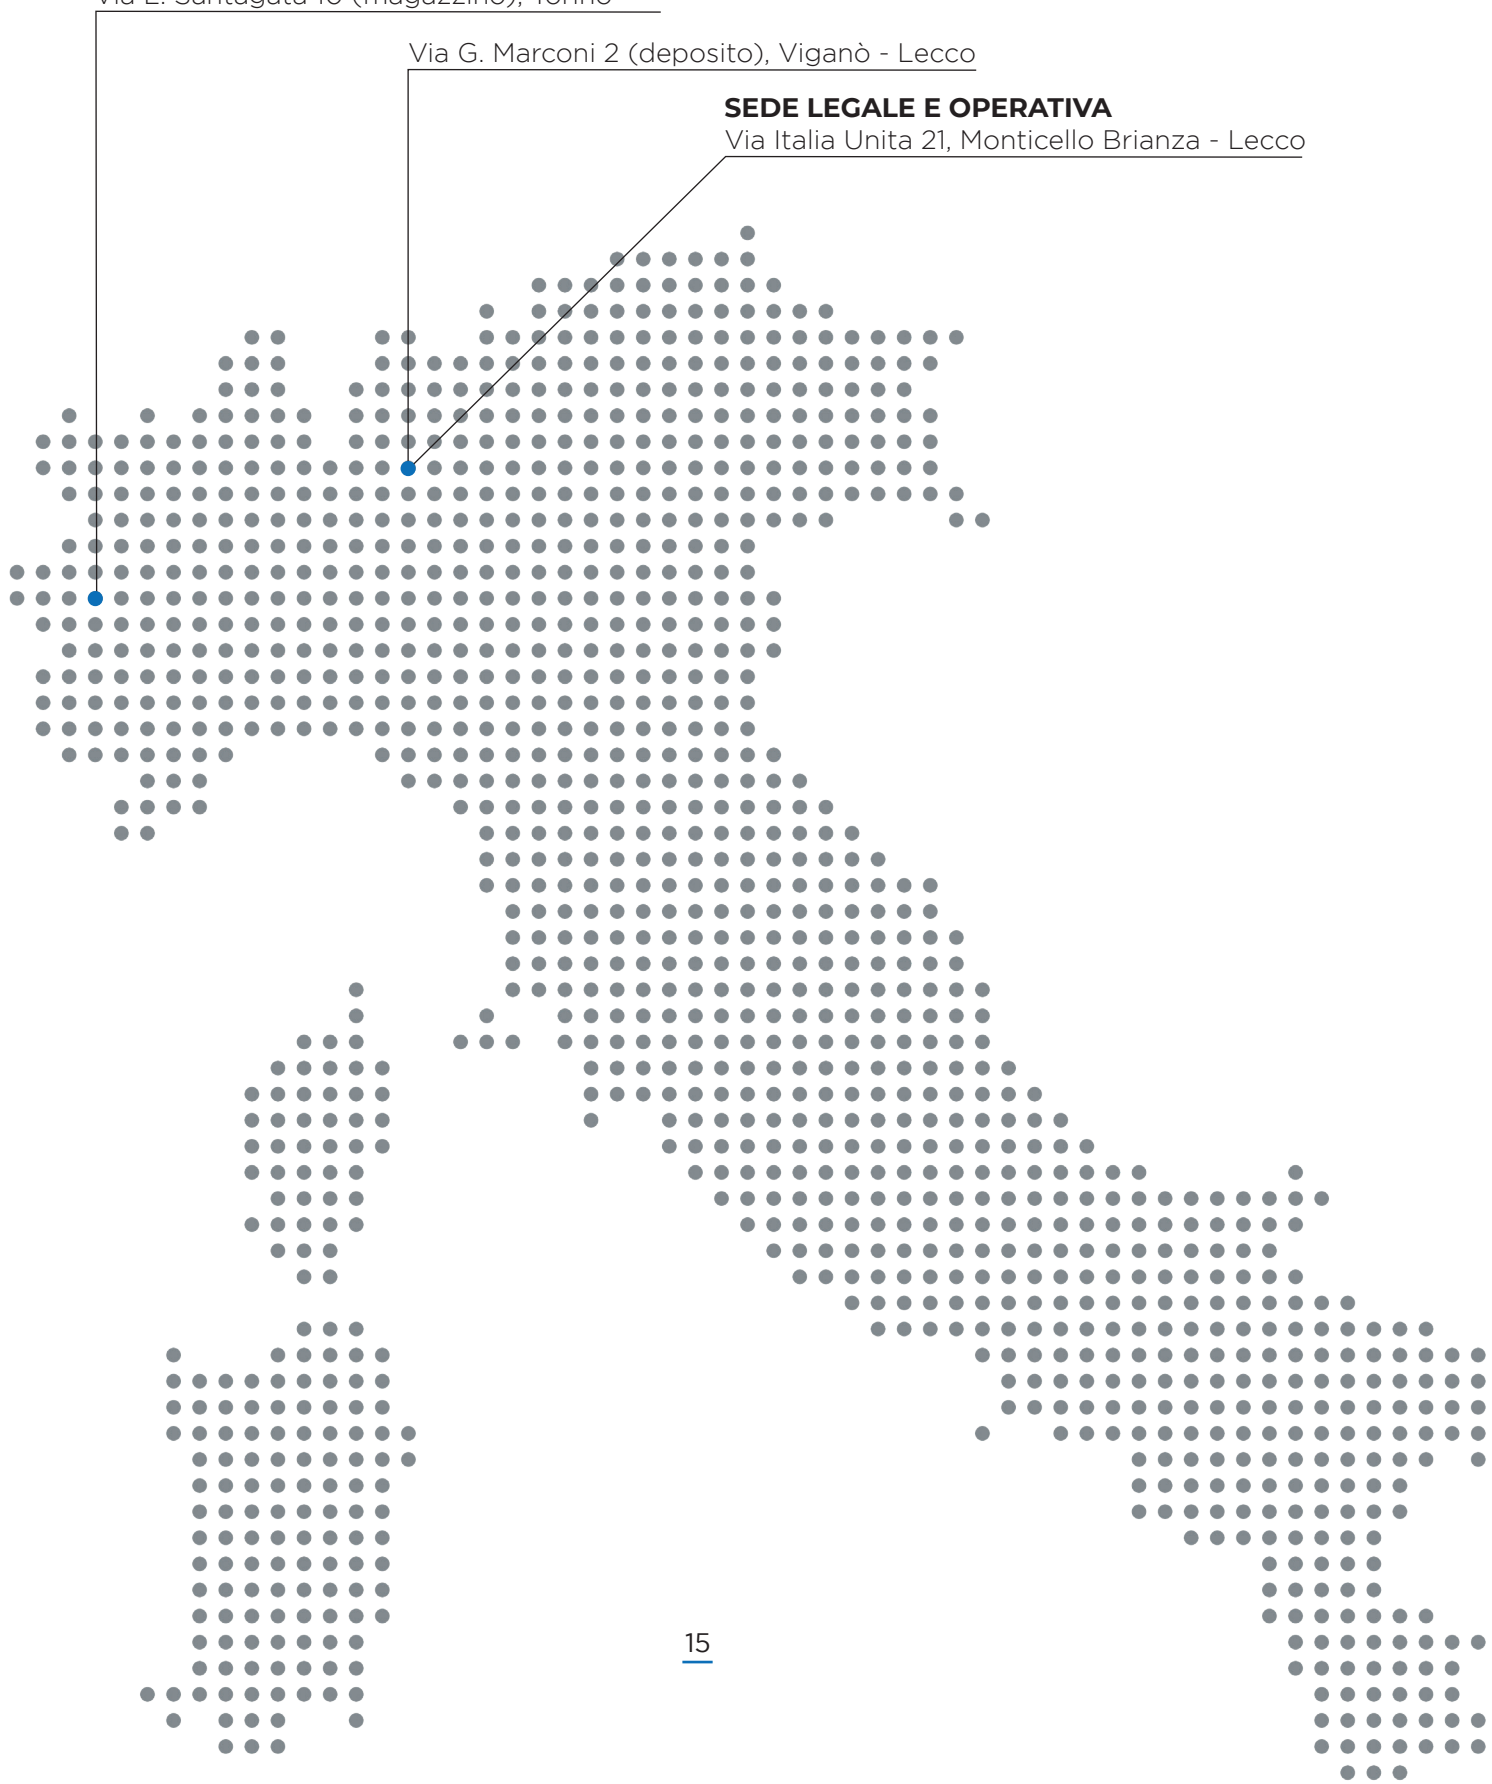 Via G. Marconi 2 (deposito), Viganò - Lecco
SEDE LEGALE E OPERATIVA
Via Italia Unita 21, Monticello Brianza - Lecco
15